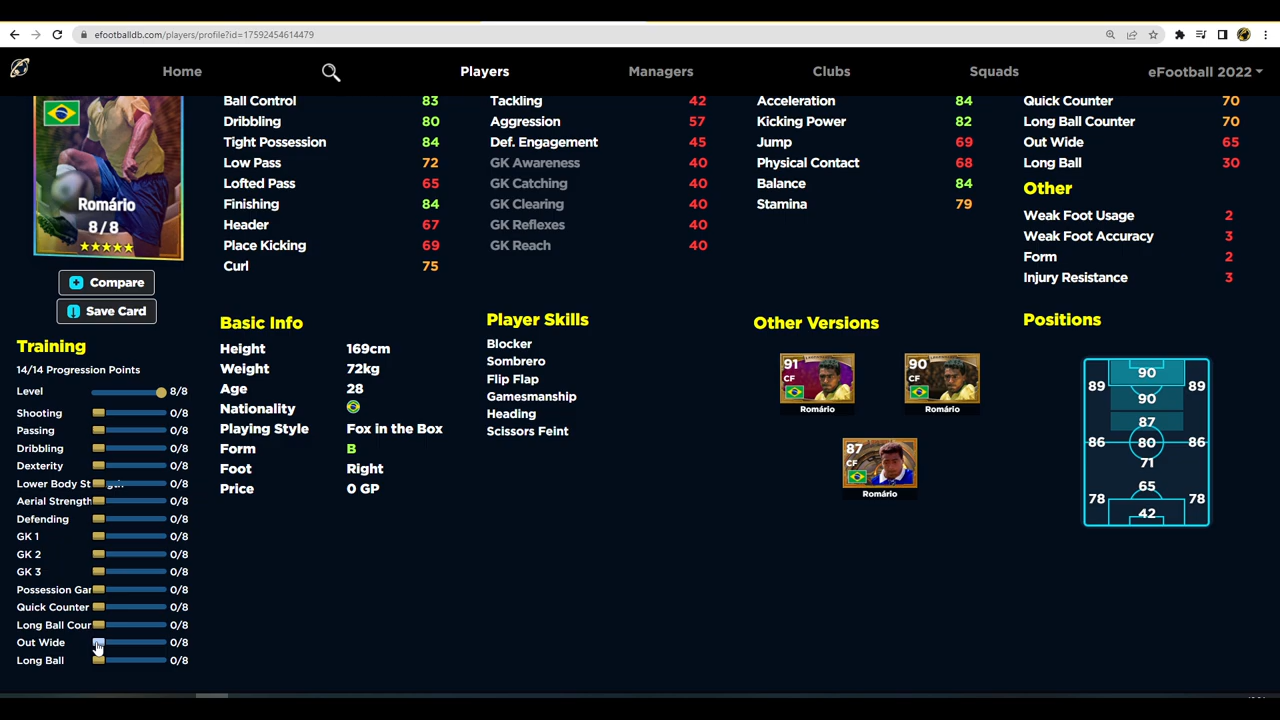 efootballdb.com/players/profile?id=17592454614479
Home
Players
Managers
Clubs
Squads
eFootball 2022
Ball Control 83
Dribbling 80
Tight Possession 84
Low Pass 72
Lofted Pass 65
Finishing 84
Header 67
Place Kicking 69
Curl 75
Tackling 42
Aggression 57
Def. Engagement 45
GK Awareness 40
GK Catching 40
GK Clearing 40
GK Reflexes 40
GK Reach 40
Acceleration 84
Kicking Power 82
Jump 69
Physical Contact 68
Balance 84
Stamina 79
Quick Counter 70
Long Ball Counter 70
Out Wide 65
Long Ball 30
Other
Weak Foot Usage 2
Weak Foot Accuracy 3
Form 2
Injury Resistance 3
Romário
8/8
Compare
Save Card
Training
14/14 Progression Points
Level 8/8
Shooting 0/8
Passing 0/8
Dribbling 0/8
Dexterity 0/8
Lower Body Strength 0/8
Aerial Strength 0/8
Defending 0/8
GK 1 0/8
GK 2 0/8
GK 3 0/8
Possession Gar 0/8
Quick Counter 0/8
Long Ball Cour 0/8
Out Wide 0/8
Long Ball 0/8
Basic Info
Height 169cm
Weight 72kg
Age 28
Nationality
Playing Style Fox in the Box
Form B
Foot Right
Price 0 GP
Player Skills
Blocker
Sombrero
Flip Flap
Gamesmanship
Heading
Scissors Feint
Other Versions
91
CF
Romário
90
CF
Romário
87
CF
Romário
Positions
90
89 89
90
87
86 80 86
71
65
78 78
42